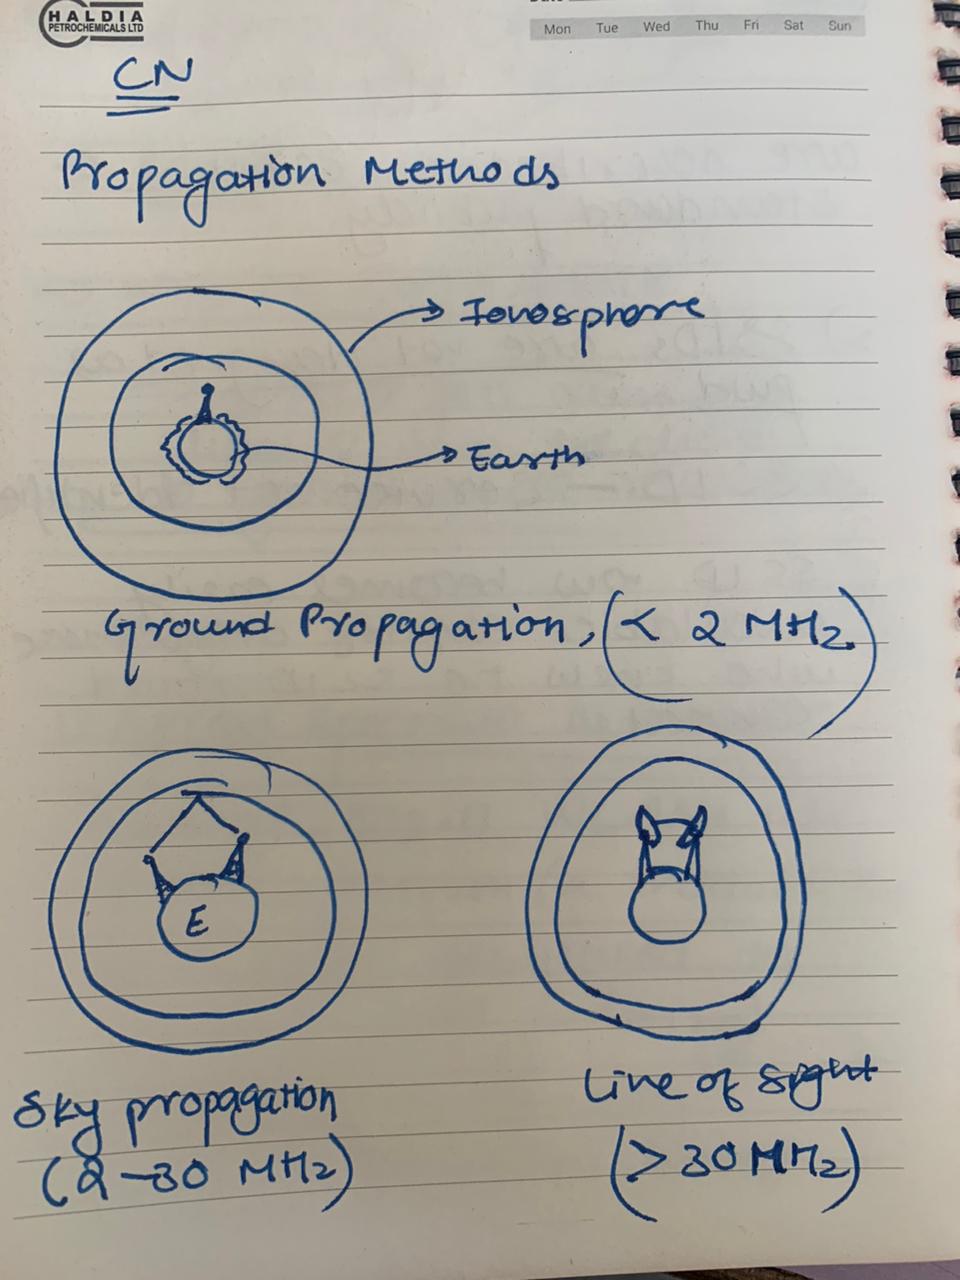 HALDIA
PETROCHEMICALS LTD
Mon Tue Wed Thu Fri Sat Sun
CN
Propagation Methods
Ionosphere
Earth
Ground Propagation, (< 2 MHz)
E
Sky propagation
(2-30 MHz)
Line of sight
(> 30 MHz)